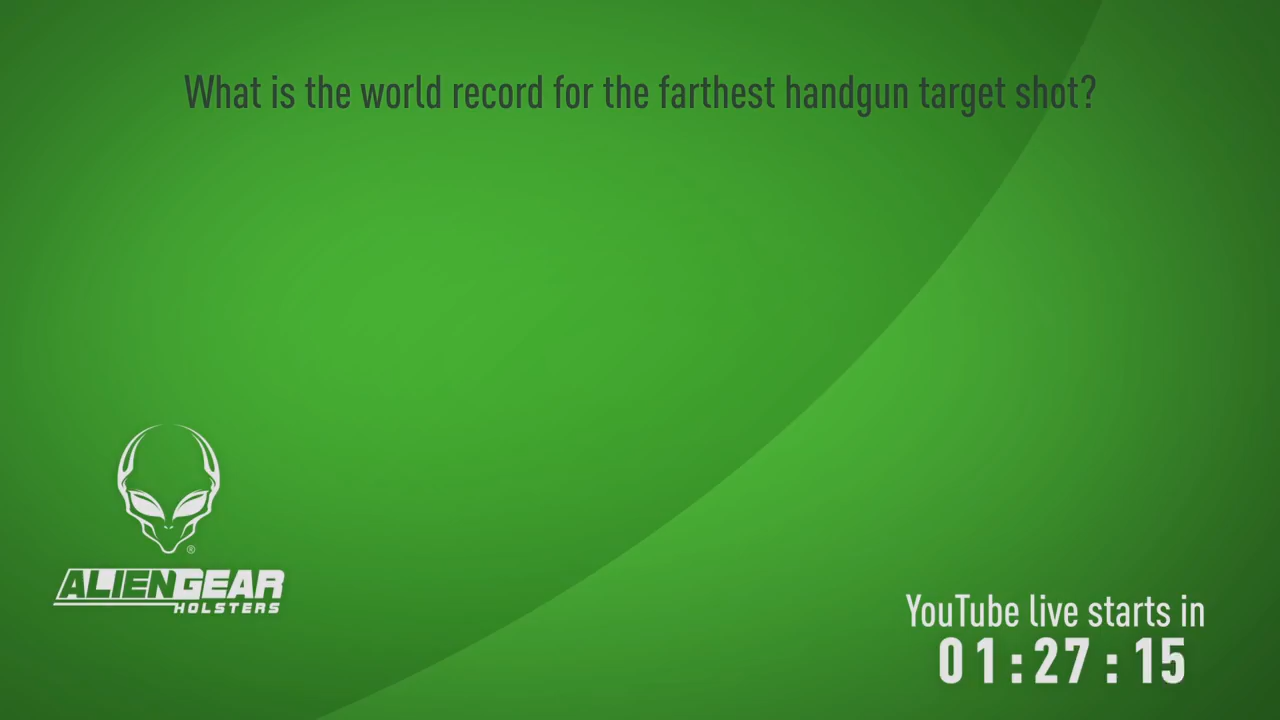 What is the world record for the farthest handgun target shot?
®
ALIENGEAR
HOLSTERS
YouTube live starts in
01:27:15